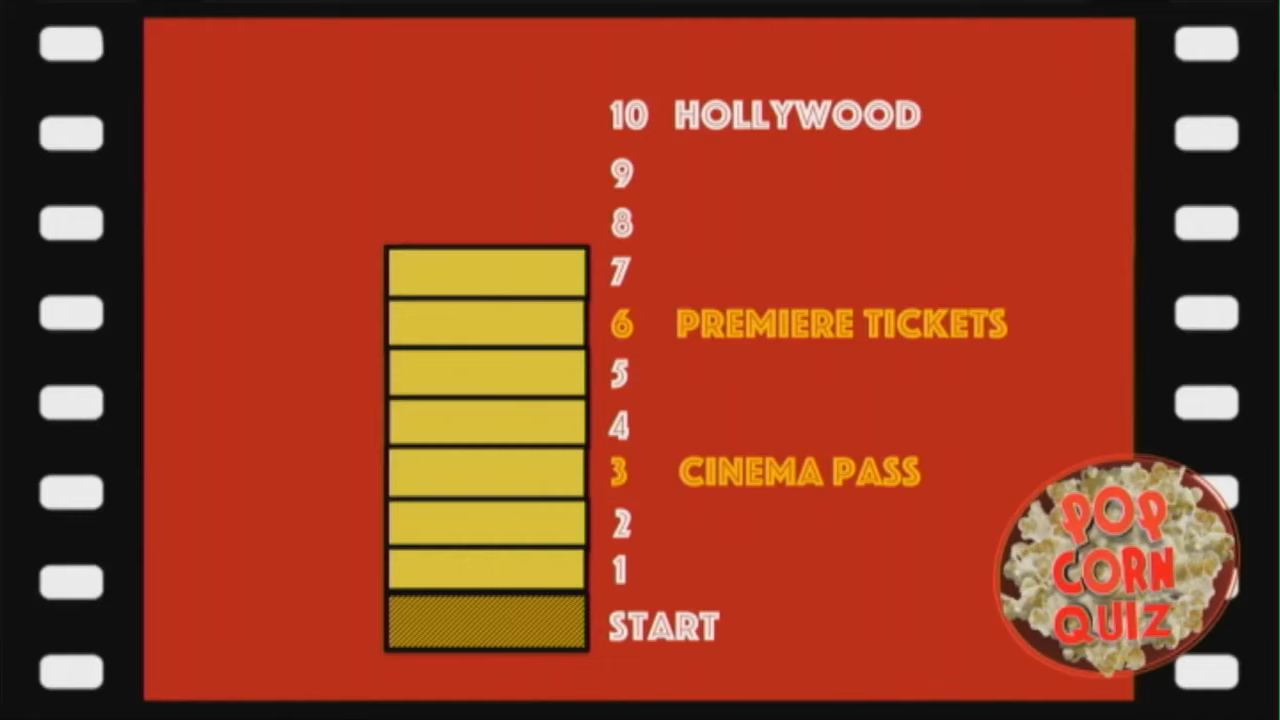 10 HOLLYWOOD
9
8
7
6 PREMIERE TICKETS
5
4
3 CINEMA PASS
2
1
START
POP
CORN
QUIZ